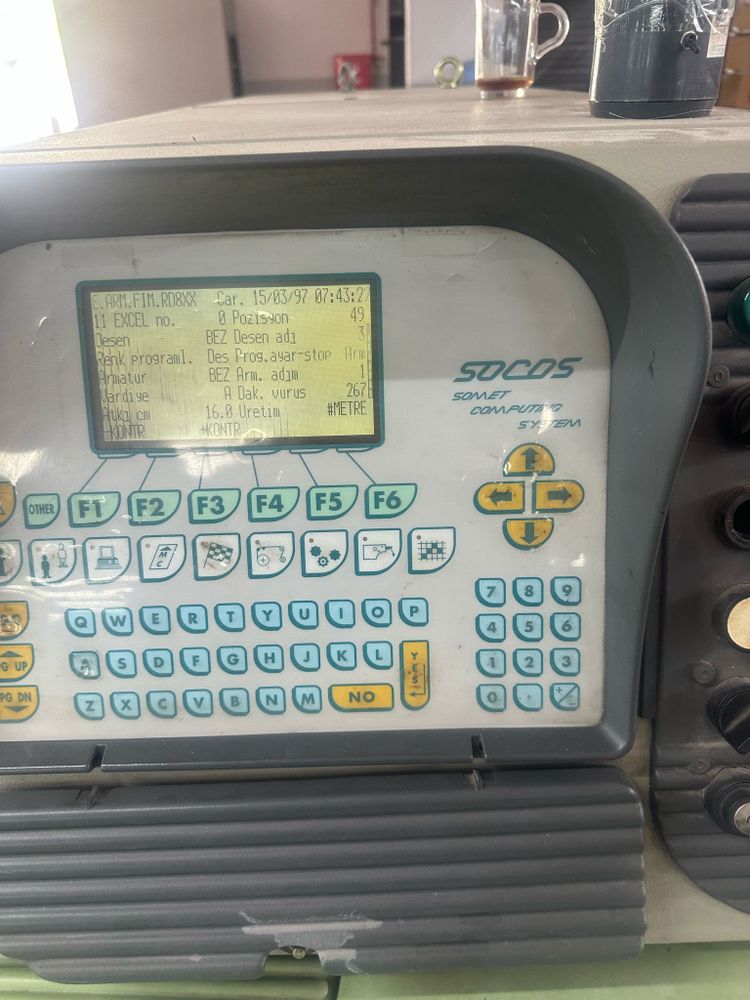 E.ARM.FIM.RD8XX Çar. 15/03/97 07:43:2
11 EXCEL no. 0 Pozisyon 49
Desen BEZ Desen adı 3
Renk programl. Des Prog.ayar-stop Arm
Armatur BEZ Arm. adım 1
Vardiye A Dak. vurus 267
Atkı cm 16.0 Uretim #METRE
+KONTR +KONTR
SOCOS
SOMET
COMPUTING
SYSTEM
OTHER F1 F2 F3 F4 F5 F6
M C
Q W E R T Y U I O P
7 8 9
4 5 6
PG UP
A S D F G H J K L
YES
1 2 3
PG DN
Z X C V B N M NO
0 . +/-